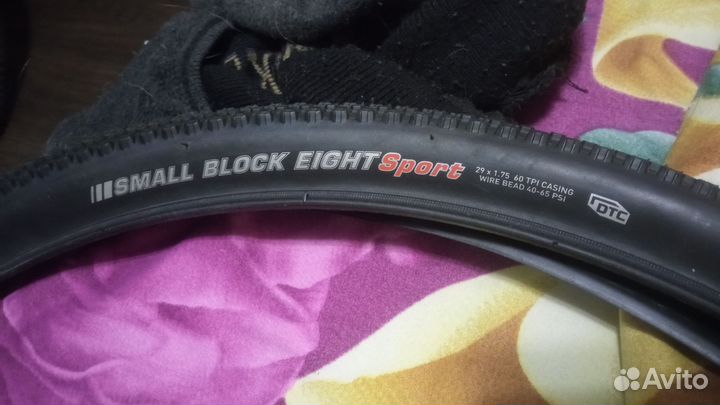 SMALL BLOCK EIGHT Sport
29 x 1.75 60 TPI CASING
WIRE BEAD 40-65 PSI
DTC
Avito